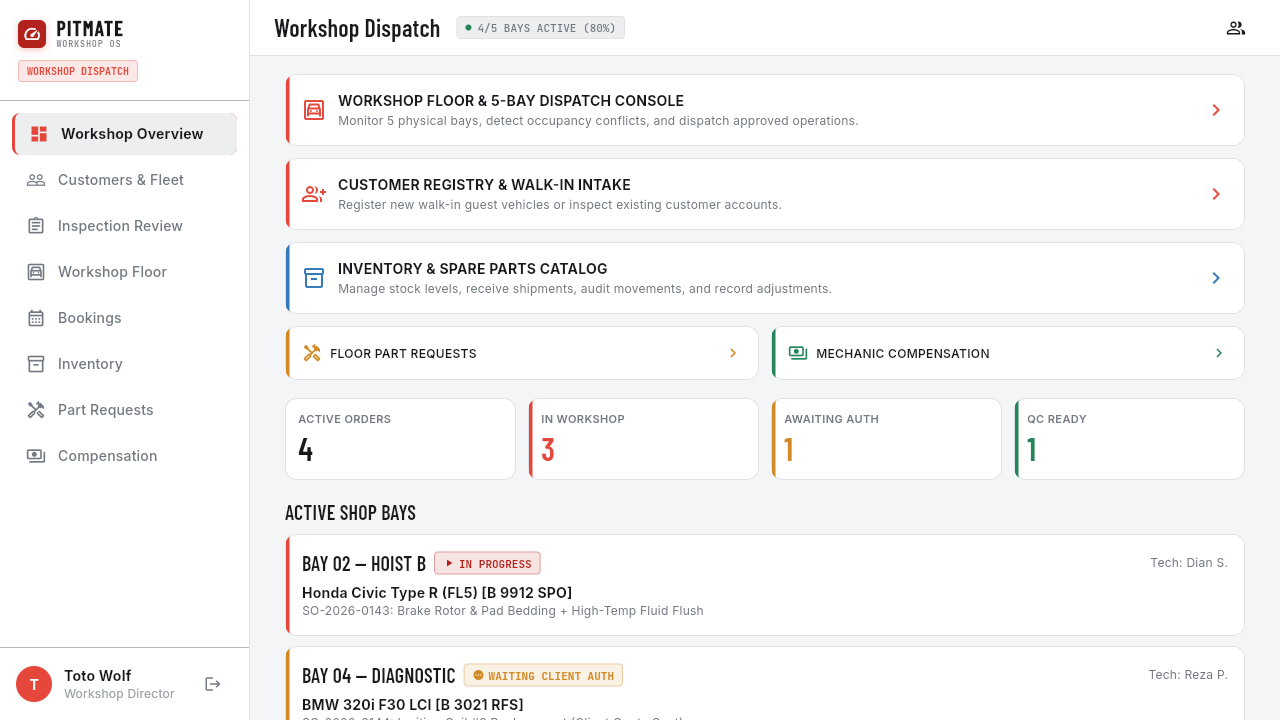 PITMATE
WORKSHOP OS
WORKSHOP DISPATCH
Workshop Overview
Customers & Fleet
Inspection Review
Workshop Floor
Bookings
Inventory
Part Requests
Compensation
T
Toto Wolf
Workshop Director
Workshop Dispatch
4/5 BAYS ACTIVE (80%)
WORKSHOP FLOOR & 5-BAY DISPATCH CONSOLE
Monitor 5 physical bays, detect occupancy conflicts, and dispatch approved operations.
CUSTOMER REGISTRY & WALK-IN INTAKE
Register new walk-in guest vehicles or inspect existing customer accounts.
INVENTORY & SPARE PARTS CATALOG
Manage stock levels, receive shipments, audit movements, and record adjustments.
FLOOR PART REQUESTS
MECHANIC COMPENSATION
ACTIVE ORDERS
4
IN WORKSHOP
3
AWAITING AUTH
1
QC READY
1
ACTIVE SHOP BAYS
BAY 02 — HOIST B
IN PROGRESS
Tech: Dian S.
Honda Civic Type R (FL5) [B 9912 SPO]
SO-2026-0143: Brake Rotor & Pad Bedding + High-Temp Fluid Flush
BAY 04 — DIAGNOSTIC
WAITING CLIENT AUTH
Tech: Reza P.
BMW 320i F30 LCI [B 3021 RFS]